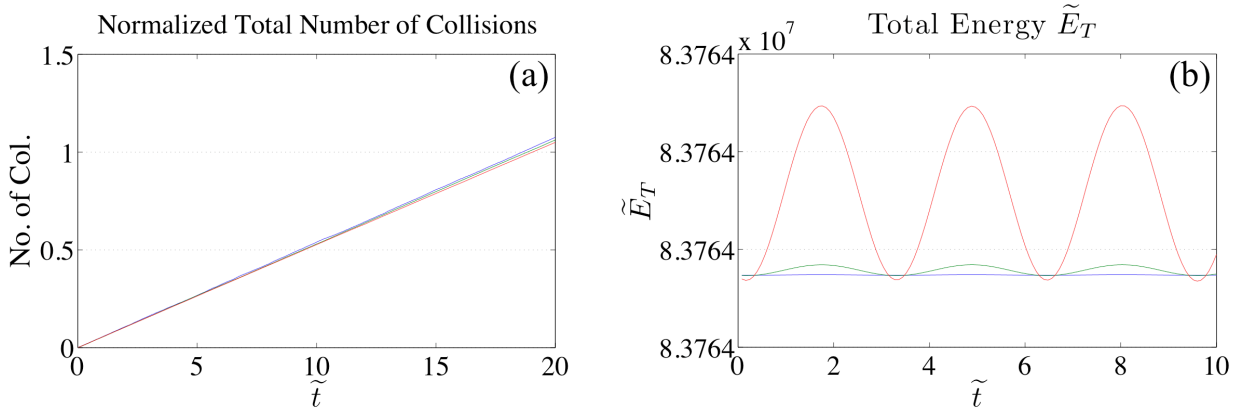 Normalized Total Number of Collisions
(a)
No. of Col.
1.5
1
0.5
0
0 5 10 15 20
t̃
Total Energy Ẽ_T
8.3764 x 10^7
(b)
8.3764
Ẽ_T
8.3764
8.3764
0 2 4 6 8 10
t̃